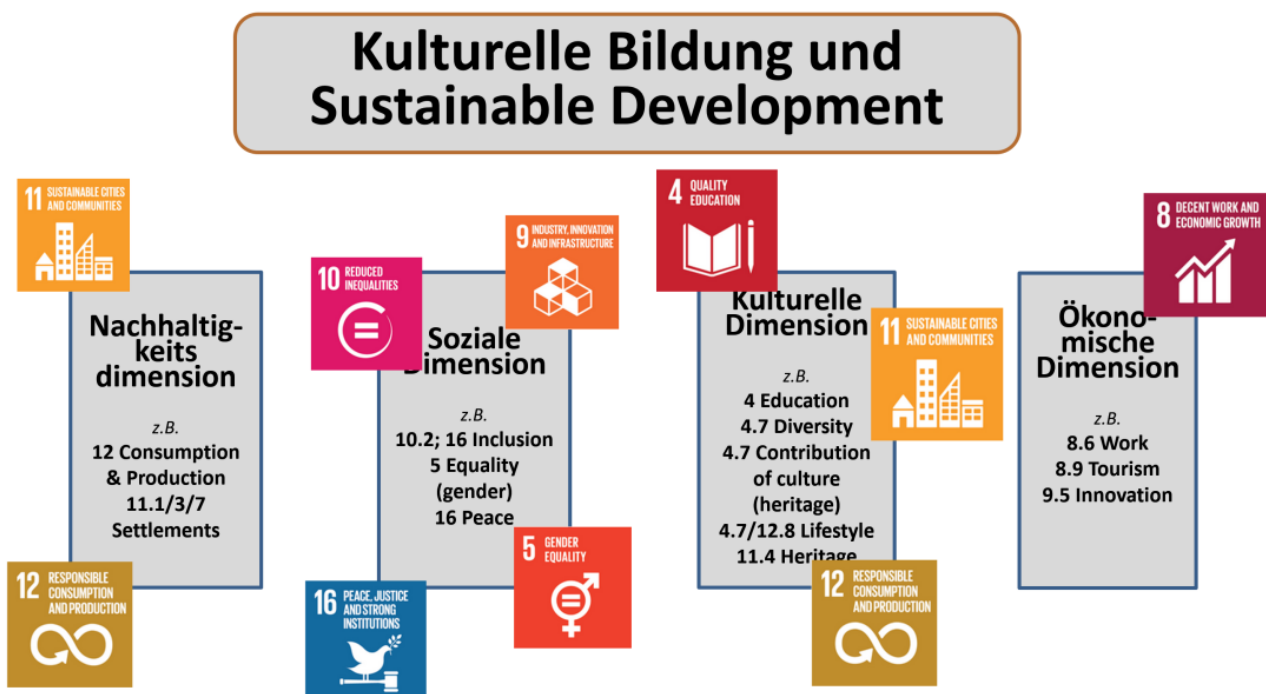 Kulturelle Bildung und
Sustainable Development
11 SUSTAINABLE CITIES
AND COMMUNITIES
Nachhaltig-
keits
dimension
z.B.
12 Consumption
& Production
11.1/3/7
Settlements
12 RESPONSIBLE
CONSUMPTION
AND PRODUCTION
10 REDUCED
INEQUALITIES
9 INDUSTRY, INNOVATION
AND INFRASTRUCTURE
Soziale
Dimension
z.B.
10.2; 16 Inclusion
5 Equality
(gender)
16 Peace
16 PEACE, JUSTICE
AND STRONG
INSTITUTIONS
5 GENDER
EQUALITY
4 QUALITY
EDUCATION
Kulturelle
Dimension
z.B.
4 Education
4.7 Diversity
4.7 Contribution
of culture
(heritage)
4.7/12.8 Lifestyle
11.4 Heritage
11 SUSTAINABLE CITIES
AND COMMUNITIES
12 RESPONSIBLE
CONSUMPTION
AND PRODUCTION
8 DECENT WORK AND
ECONOMIC GROWTH
Ökono-
mische
Dimension
z.B.
8.6 Work
8.9 Tourism
9.5 Innovation